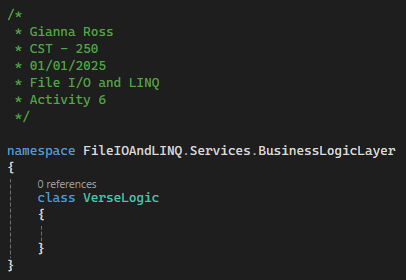 /*
 * Gianna Ross
 * CST - 250
 * 01/01/2025
 * File I/O and LINQ
 * Activity 6
 */
namespace FileIOAndLINQ.Services.BusinessLogicLayer
{
    0 references
    class VerseLogic
    {
    }
}